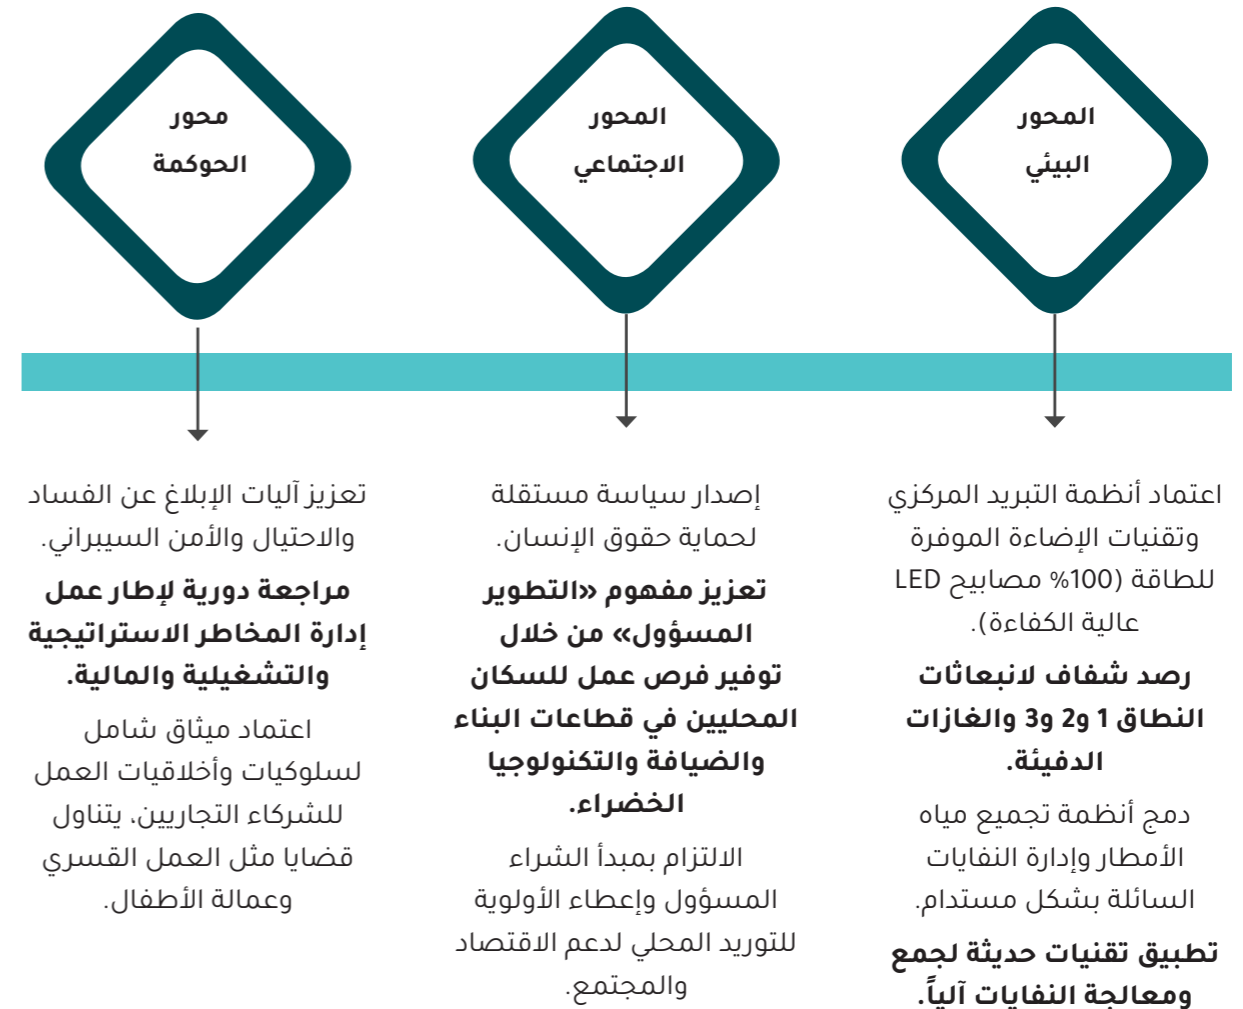 المحور
البيئي
اعتماد أنظمة التبريد المركزي
وتقنيات الإضاءة الموفرة
للطاقة (100% مصابيح LED
عالية الكفاءة).
رصد شفاف لانبعاثات
النطاق 1 و2 و3 والغازات
الدفيئة.
دمج أنظمة تجميع مياه
الأمطار وإدارة النفايات
السائلة بشكل مستدام.
تطبيق تقنيات حديثة لجمع
ومعالجة النفايات آلياً.
المحور
الاجتماعي
إصدار سياسة مستقلة
لحماية حقوق الإنسان.
تعزيز مفهوم «التطوير
المسؤول» من خلال
توفير فرص عمل للسكان
المحليين في قطاعات البناء
والضيافة والتكنولوجيا
الخضراء.
الالتزام بمبدأ الشراء
المسؤول وإعطاء الأولوية
للتوريد المحلي لدعم الاقتصاد
والمجتمع.
محور
الحوكمة
تعزيز آليات الإبلاغ عن الفساد
والاحتيال والأمن السيبراني.
مراجعة دورية لإطار عمل
إدارة المخاطر الاستراتيجية
والتشغيلية والمالية.
اعتماد ميثاق شامل
لسلوكيات وأخلاقيات العمل
للشركاء التجاريين، يتناول
قضايا مثل العمل القسري
وعمالة الأطفال.